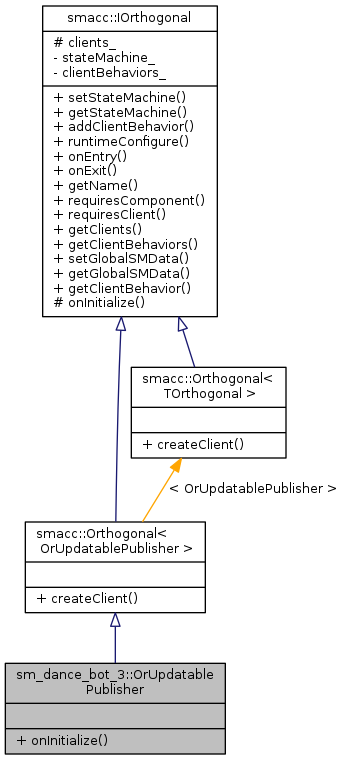 smacc::IOrthogonal
# clients_
- stateMachine_
- clientBehaviors_
+ setStateMachine()
+ getStateMachine()
+ addClientBehavior()
+ runtimeConfigure()
+ onEntry()
+ onExit()
+ getName()
+ requiresComponent()
+ requiresClient()
+ getClients()
+ getClientBehaviors()
+ setGlobalSMData()
+ getGlobalSMData()
+ getClientBehavior()
# onInitialize()
smacc::Orthogonal<
TOrthogonal >
+ createClient()
< OrUpdatablePublisher >
smacc::Orthogonal<
OrUpdatablePublisher >
+ createClient()
sm_dance_bot_3::OrUpdatable
Publisher
+ onInitialize()